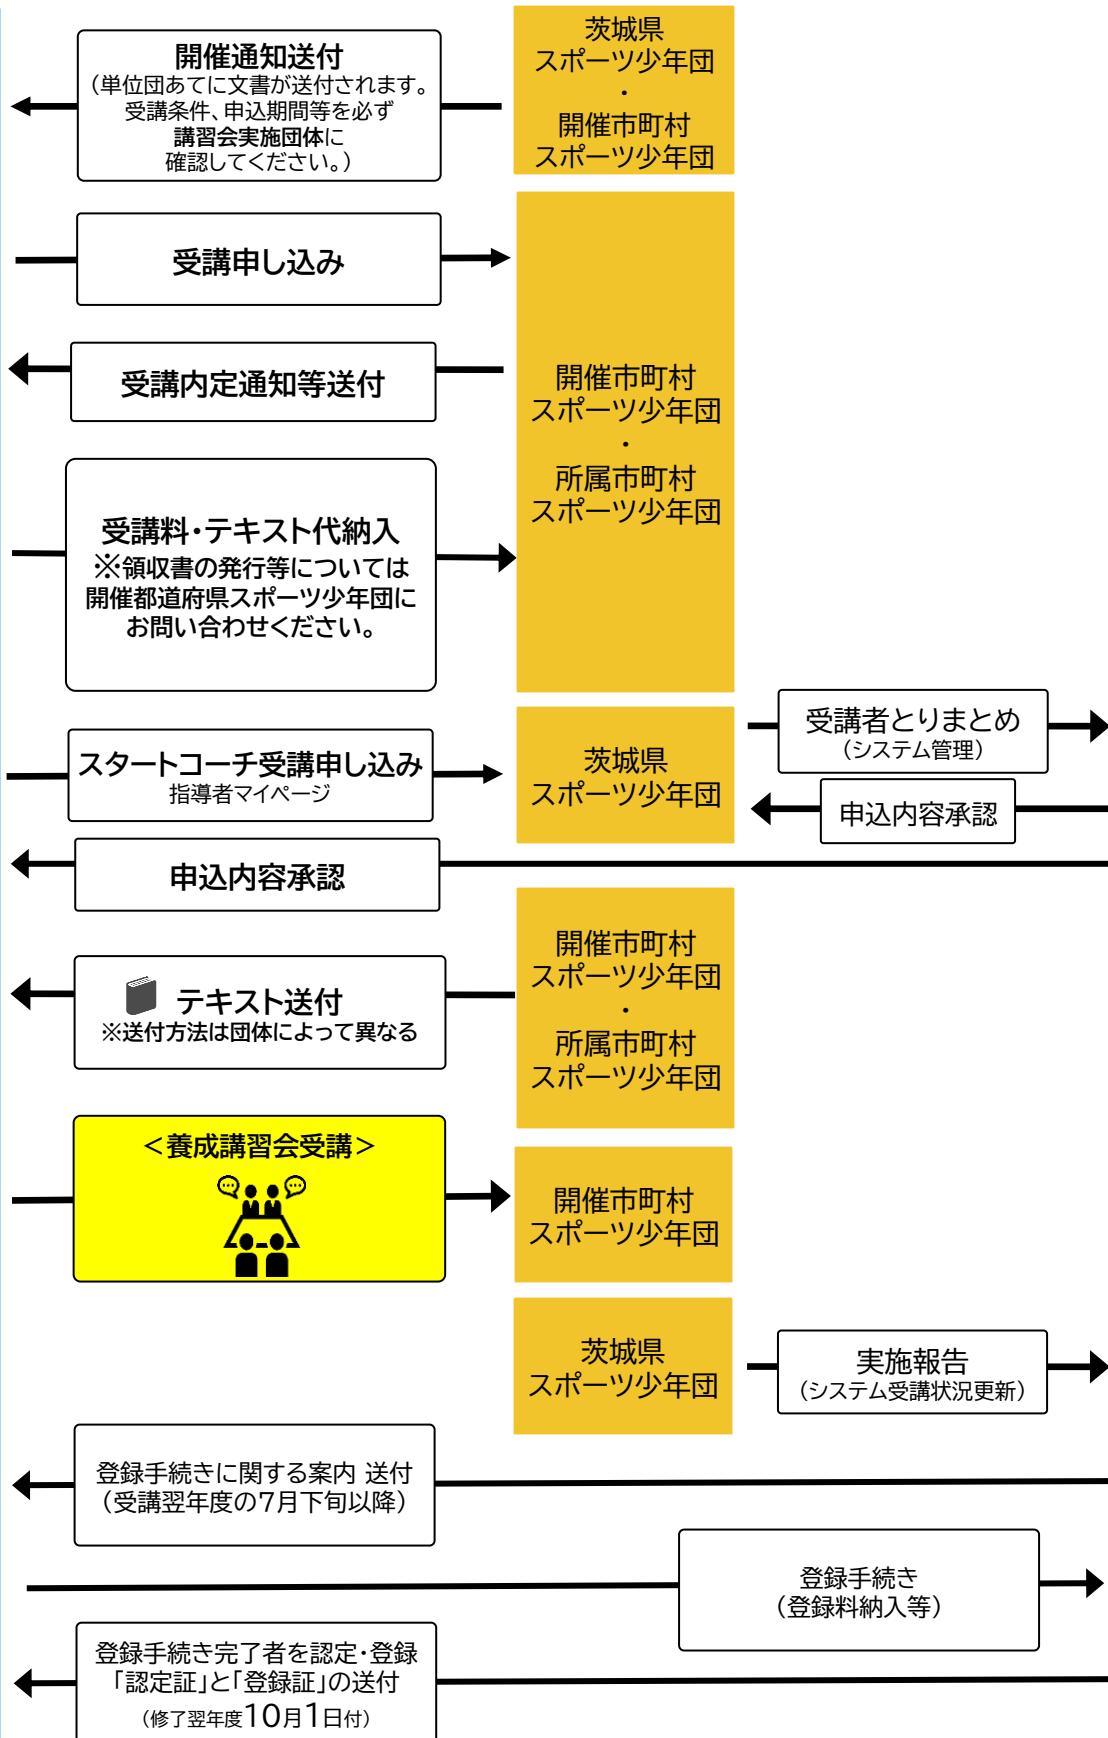 開催通知送付
（単位団あてに文書が送付されます。
受講条件、申込期間等を必ず
講習会実施団体に
確認してください。）
茨城県
スポーツ少年団
・
開催市町村
スポーツ少年団
受講申し込み
受講内定通知等送付
開催市町村
スポーツ少年団
・
所属市町村
スポーツ少年団
受講料・テキスト代納入
※領収書の発行等については
開催都道府県スポーツ少年団に
お問い合わせください。
スタートコーチ受講申し込み
指導者マイページ
茨城県
スポーツ少年団
受講者とりまとめ
（システム管理）
申込内容承認
申込内容承認
テキスト送付
※送付方法は団体によって異なる
開催市町村
スポーツ少年団
・
所属市町村
スポーツ少年団
＜養成講習会受講＞
開催市町村
スポーツ少年団
茨城県
スポーツ少年団
実施報告
（システム受講状況更新）
登録手続きに関する案内 送付
（受講翌年度の7月下旬以降）
登録手続き
（登録料納入等）
登録手続き完了者を認定・登録
「認定証」と「登録証」の送付
（修了翌年度10月1日付）